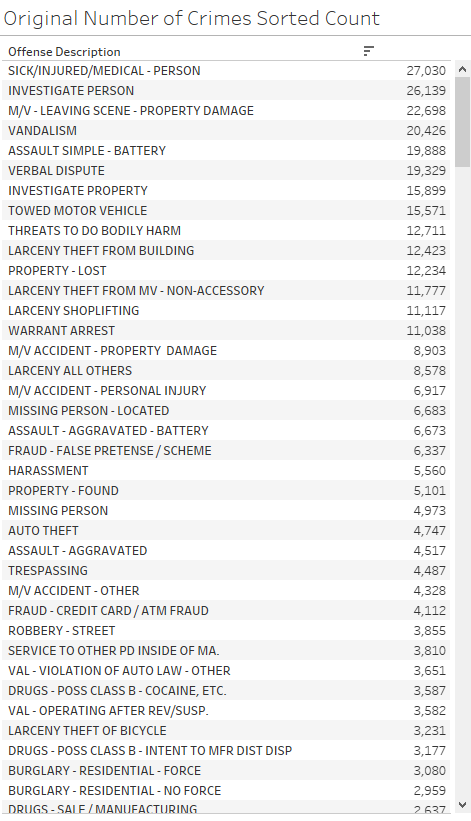 Original Number of Crimes Sorted Count
Offense Description
SICK/INJURED/MEDICAL - PERSON 27,030
INVESTIGATE PERSON 26,139
M/V - LEAVING SCENE - PROPERTY DAMAGE 22,698
VANDALISM 20,426
ASSAULT SIMPLE - BATTERY 19,888
VERBAL DISPUTE 19,329
INVESTIGATE PROPERTY 15,899
TOWED MOTOR VEHICLE 15,571
THREATS TO DO BODILY HARM 12,711
LARCENY THEFT FROM BUILDING 12,423
PROPERTY - LOST 12,234
LARCENY THEFT FROM MV - NON-ACCESSORY 11,777
LARCENY SHOPLIFTING 11,117
WARRANT ARREST 11,038
M/V ACCIDENT - PROPERTY  DAMAGE 8,903
LARCENY ALL OTHERS 8,578
M/V ACCIDENT - PERSONAL INJURY 6,917
MISSING PERSON - LOCATED 6,683
ASSAULT - AGGRAVATED - BATTERY 6,673
FRAUD - FALSE PRETENSE / SCHEME 6,337
HARASSMENT 5,560
PROPERTY - FOUND 5,101
MISSING PERSON 4,973
AUTO THEFT 4,747
ASSAULT - AGGRAVATED 4,517
TRESPASSING 4,487
M/V ACCIDENT - OTHER 4,328
FRAUD - CREDIT CARD / ATM FRAUD 4,112
ROBBERY - STREET 3,855
SERVICE TO OTHER PD INSIDE OF MA. 3,810
VAL - VIOLATION OF AUTO LAW - OTHER 3,651
DRUGS - POSS CLASS B - COCAINE, ETC. 3,587
VAL - OPERATING AFTER REV/SUSP. 3,582
LARCENY THEFT OF BICYCLE 3,231
DRUGS - POSS CLASS B - INTENT TO MFR DIST DISP 3,177
BURGLARY - RESIDENTIAL - FORCE 3,080
BURGLARY - RESIDENTIAL - NO FORCE 2,959
DRUGS - SALE / MANUFACTURING 2,637